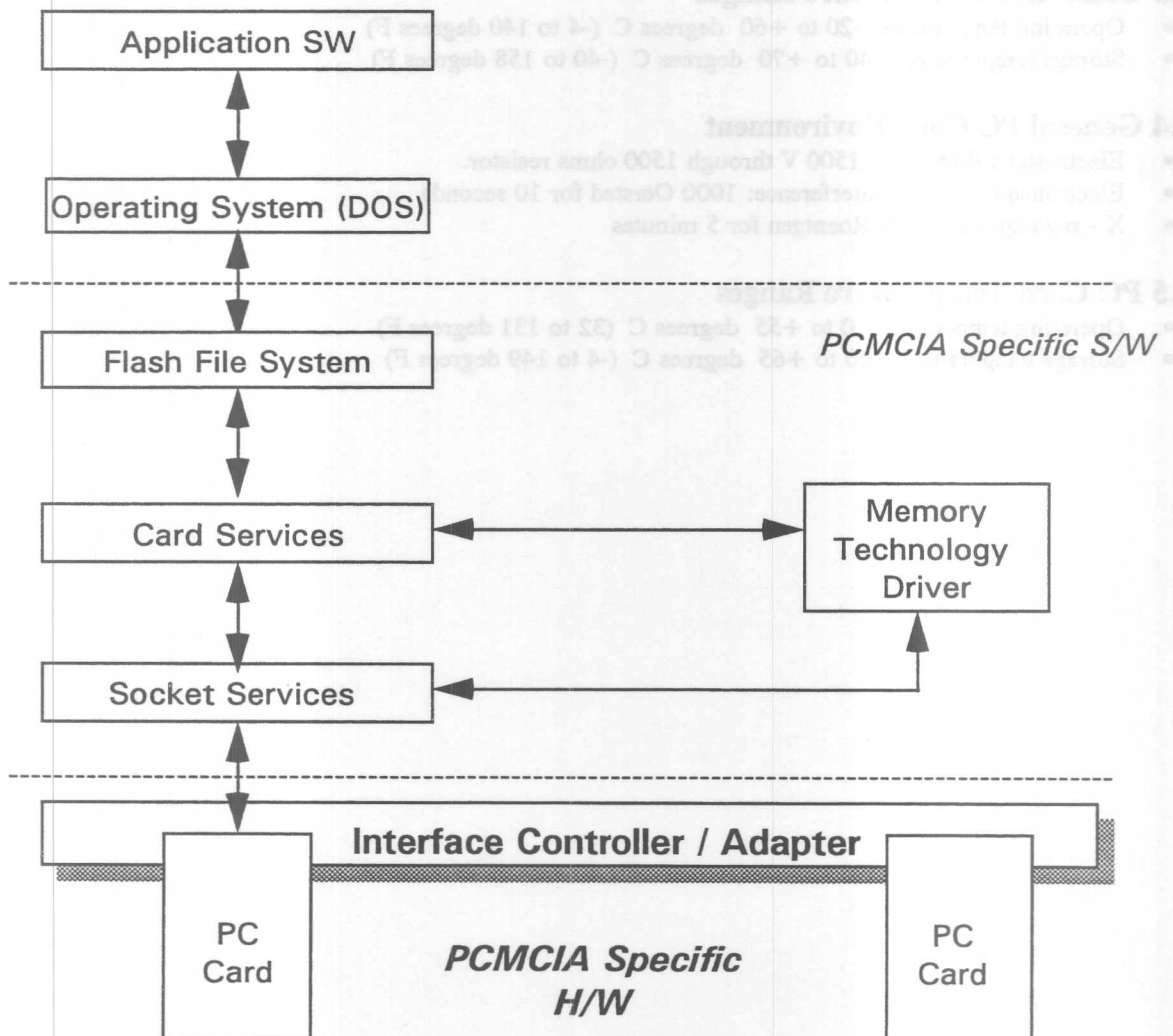 Application SW
Operating System (DOS)
Flash File System
PCMCIA Specific S/W
Card Services
Memory
Technology
Driver
Socket Services
Interface Controller / Adapter
PC
Card
PCMCIA Specific
H/W
PC
Card